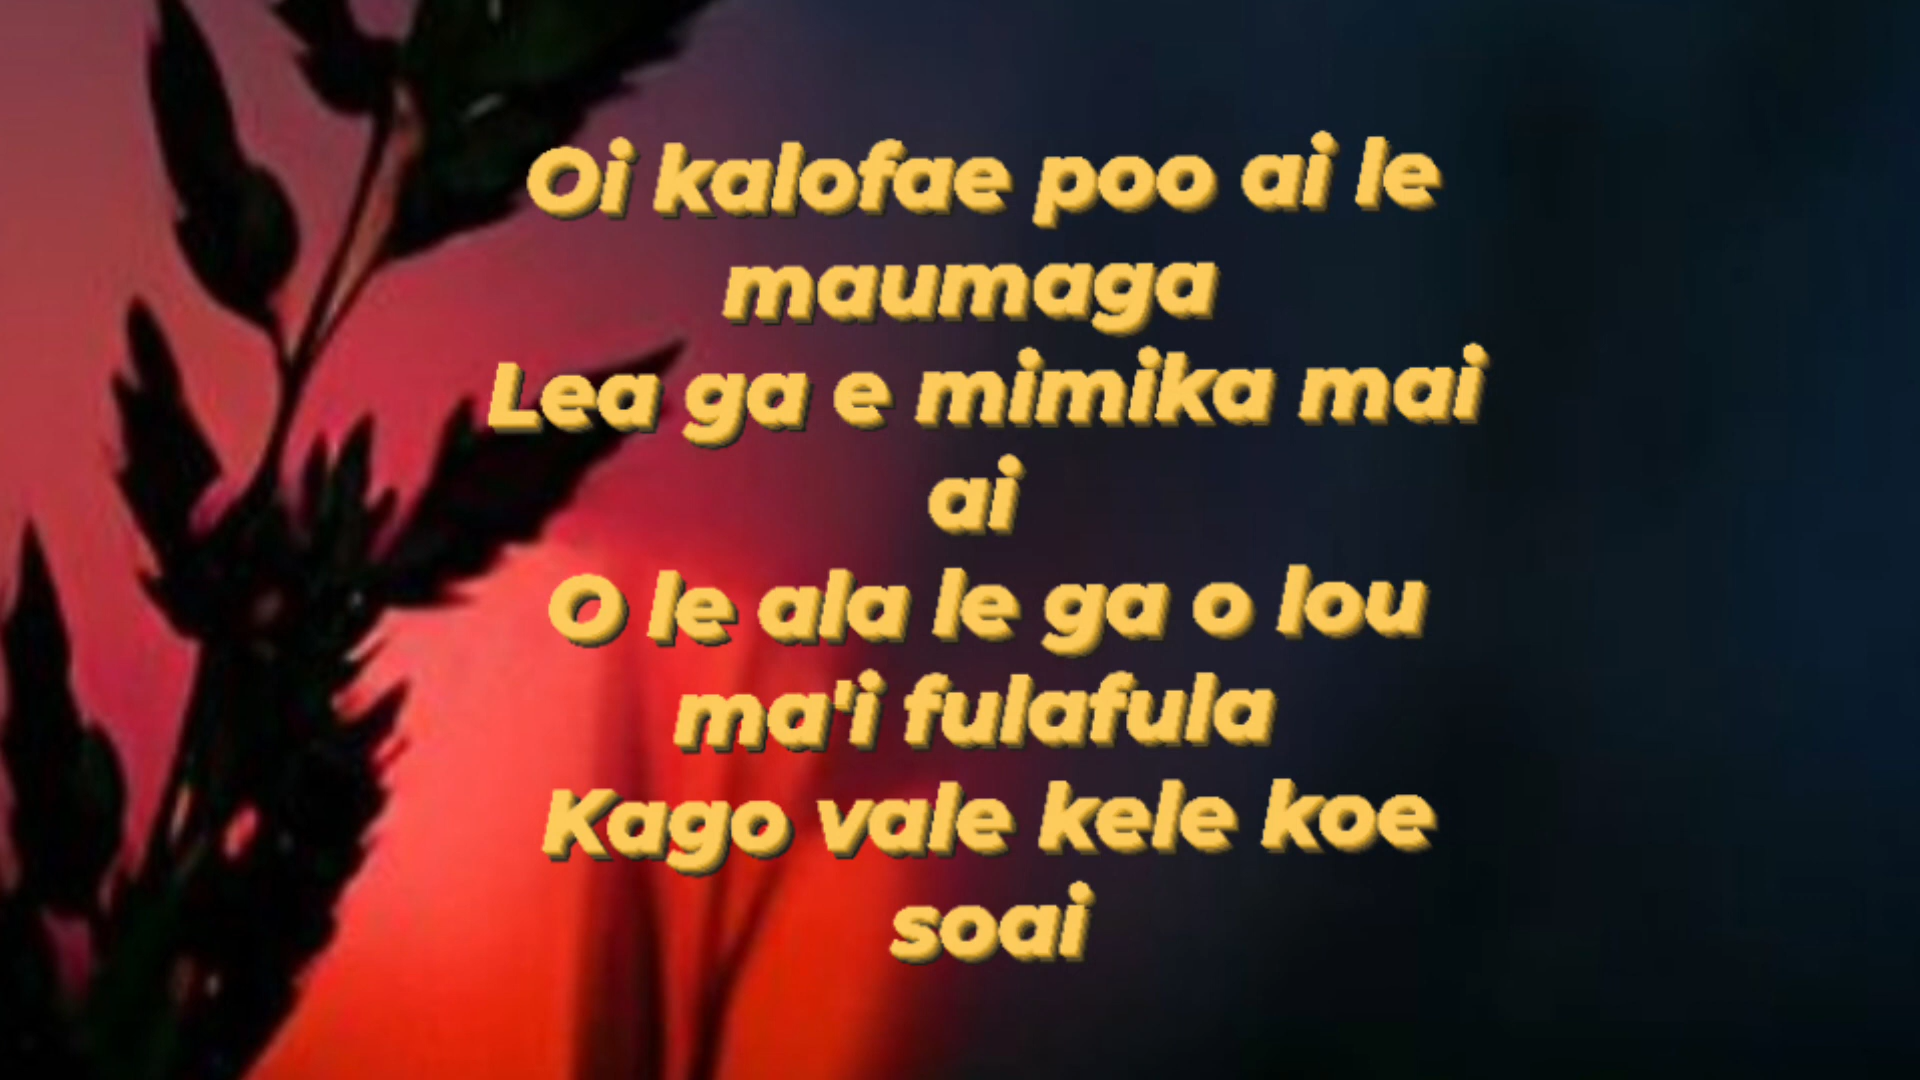 Oi kalofae poo ai le
maumaga
Lea ga e mimika mai
ai
O le ala le ga o lou
ma'i fulafula
Kago vale kele koe
soai